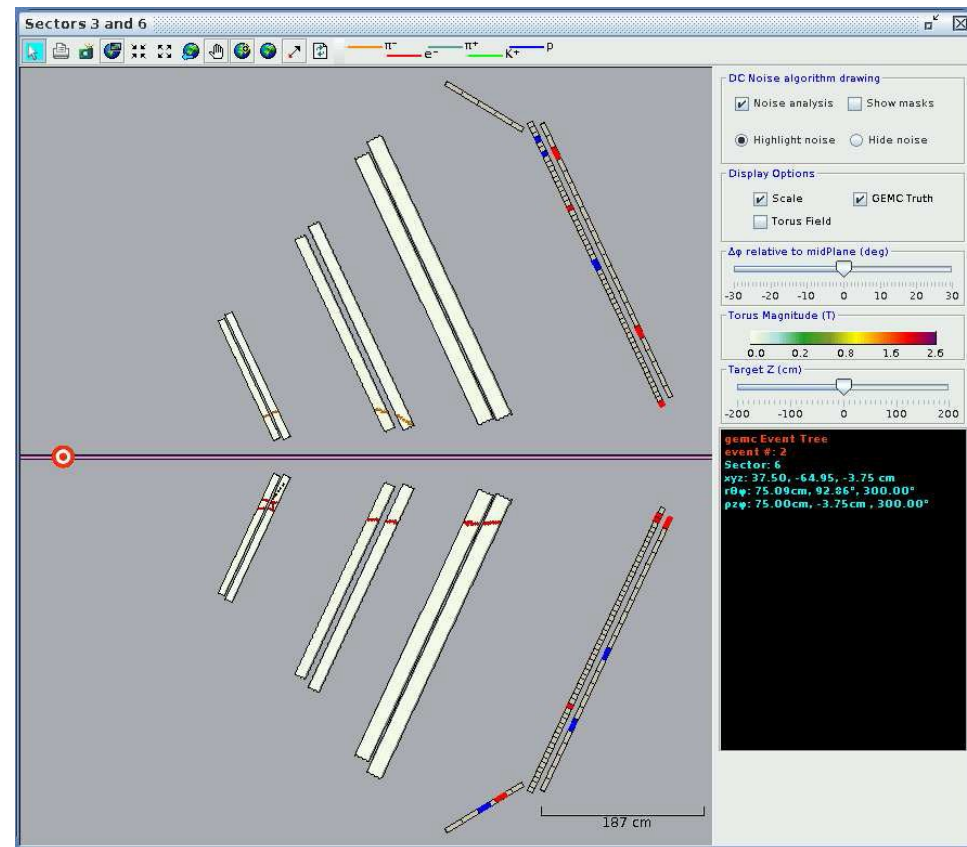 Sectors 3 and 6
π⁻ e⁻ π⁺ K⁺ p
DC Noise algorithm drawing
Noise analysis Show masks
Highlight noise Hide noise
Display Options
Scale GEMC Truth
Torus Field
Δφ relative to midPlane (deg)
-30 -20 -10 0 10 20 30
Torus Magnitude (T)
0.0 0.2 0.8 1.6 2.6
Target Z (cm)
-200 -100 0 100 200
gemc Event Tree
event #: 2
Sector: 6
xyz: 37.50, -64.95, -3.75 cm
rθφ: 75.09cm, 92.86°, 300.00°
ρzφ: 75.00cm, -3.75cm , 300.00°
187 cm